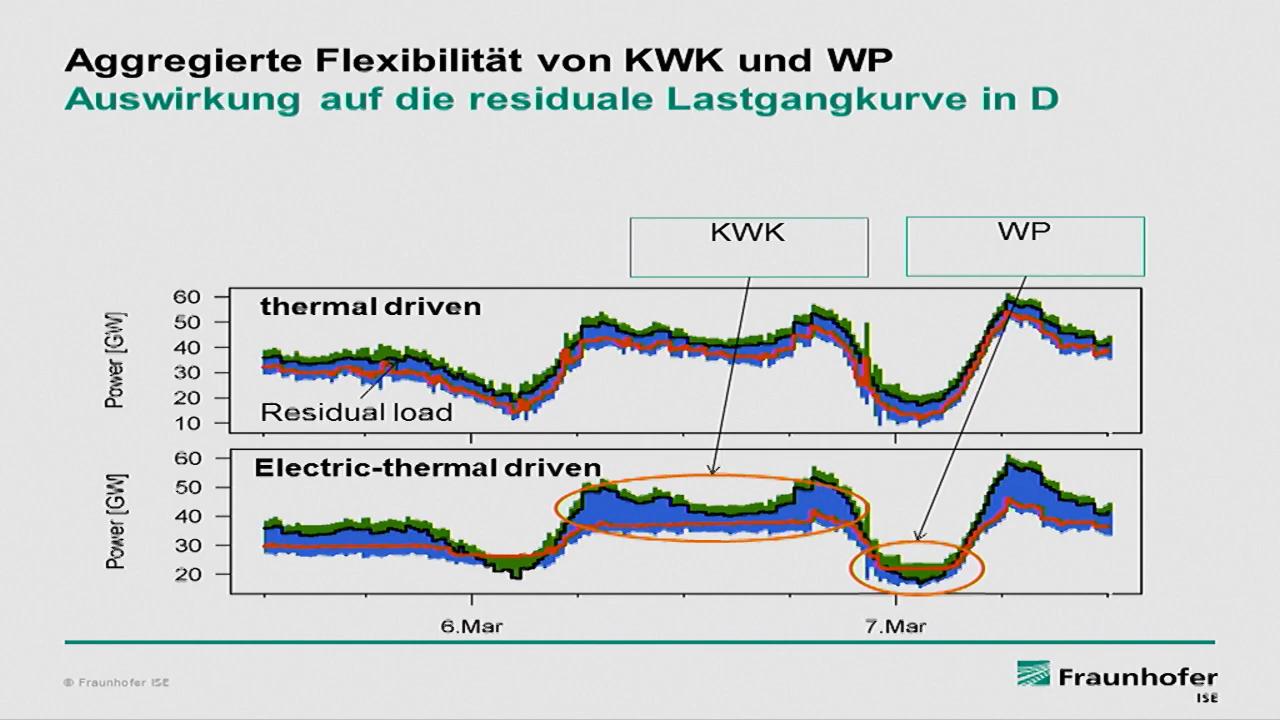 Aggregierte Flexibilität von KWK und WP
Auswirkung auf die residuale Lastgangkurve in D
KWK
WP
thermal driven
Residual load
Power [GW]
60
50
40
30
20
10
Electric-thermal driven
Power [GW]
60
50
40
30
20
6.Mar
7.Mar
© Fraunhofer ISE
Fraunhofer
ISE